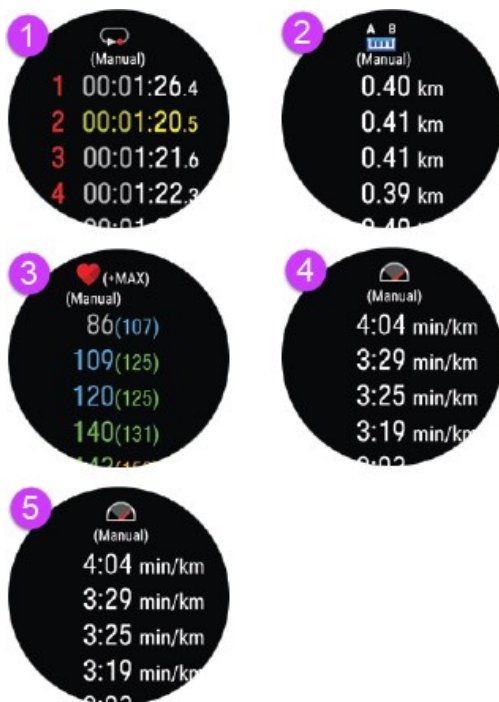 1
(Manual)
1 00:01:26.4
2 00:01:20.5
3 00:01:21.6
4 00:01:22.3
2
A B
(Manual)
0.40 km
0.41 km
0.41 km
0.39 km
3
(+MAX)
(Manual)
86(107)
109(125)
120(125)
140(131)
4
(Manual)
4:04 min/km
3:29 min/km
3:25 min/km
3:19 min/km
5
(Manual)
4:04 min/km
3:29 min/km
3:25 min/km
3:19 min/km